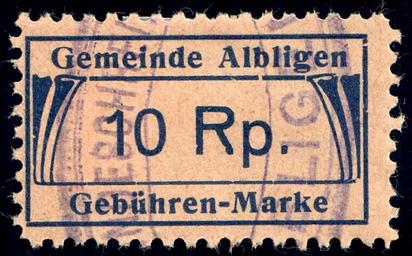 Gemeinde Albligen
10 Rp.
Gebühren-Marke